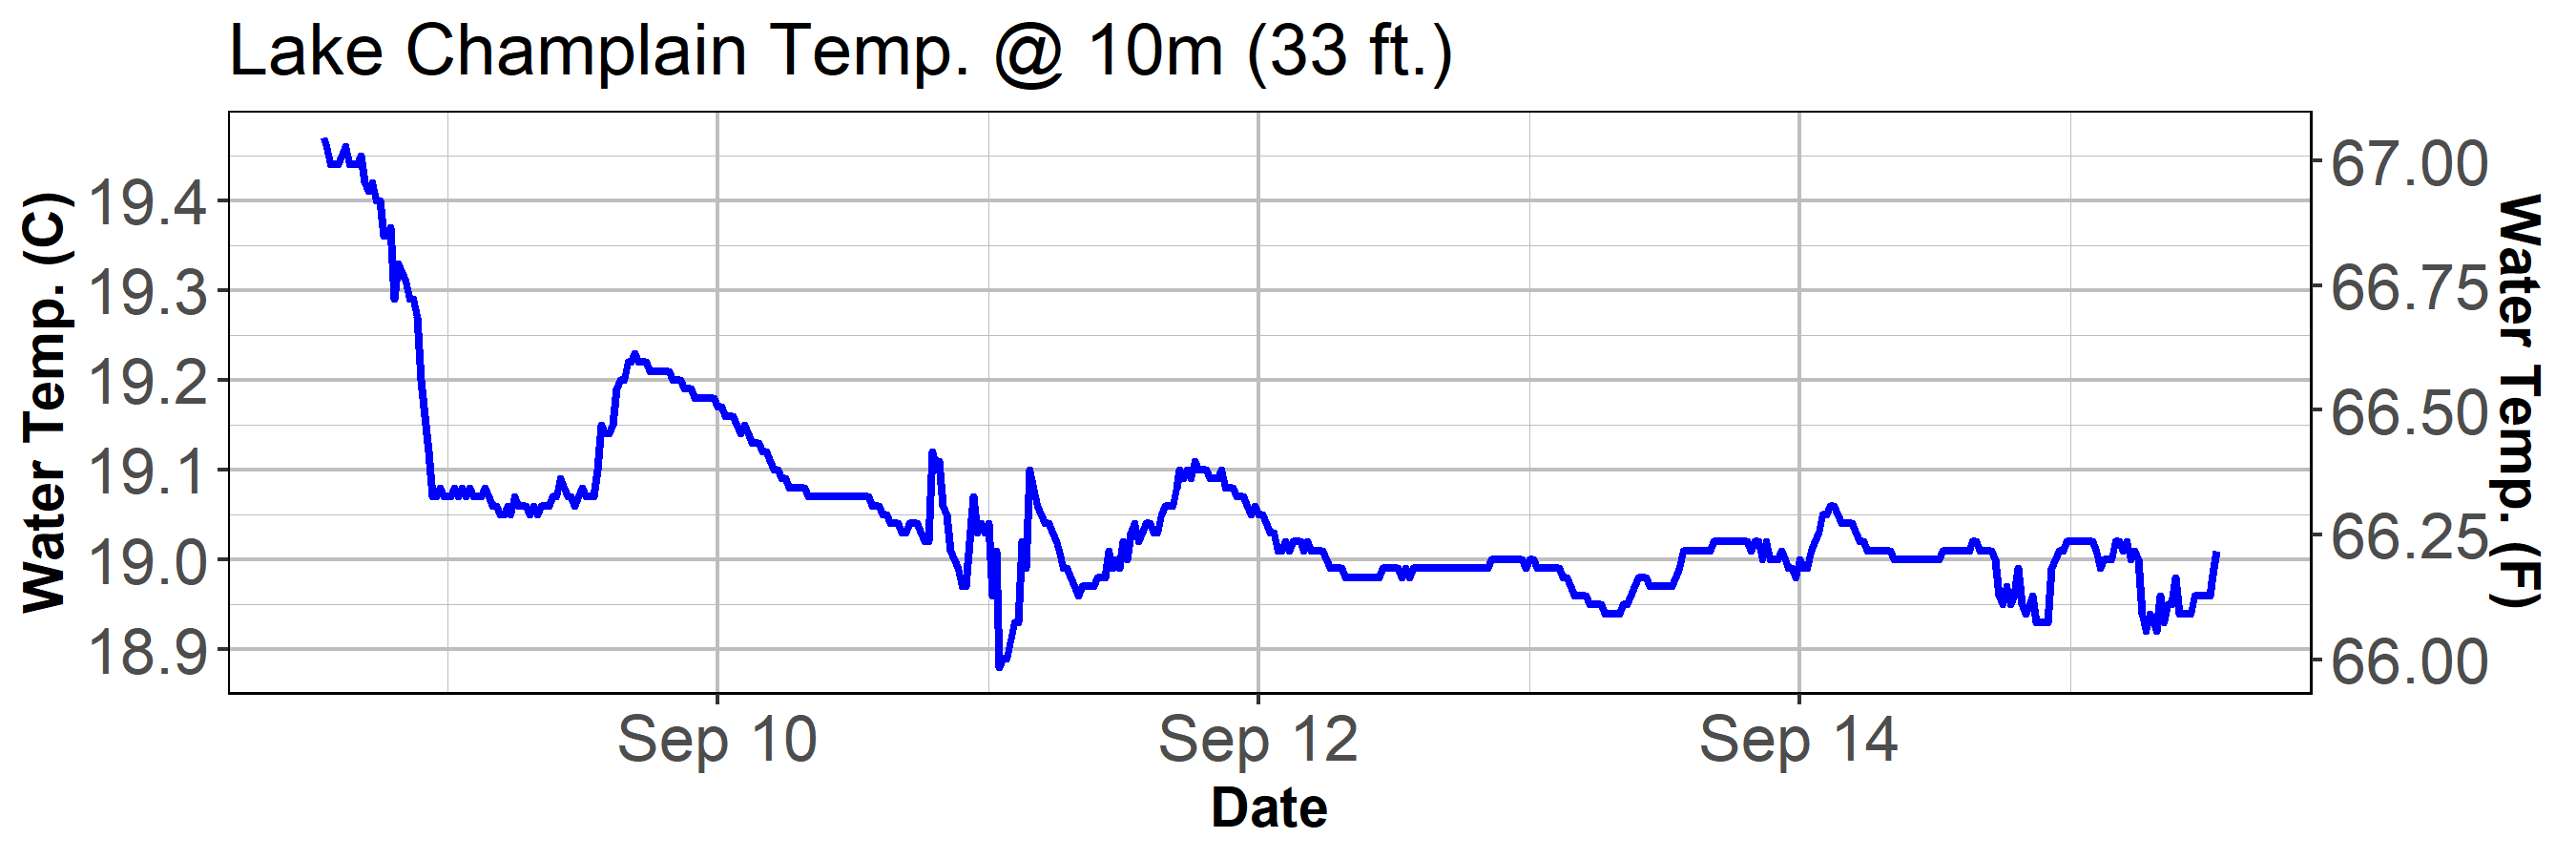 Lake Champlain Temp. @ 10m (33 ft.)
Water Temp. (C)
19.4
19.3
19.2
19.1
19.0
18.9
67.00
66.75
66.50
66.25
66.00
Water Temp. (F)
Sep 10
Sep 12
Sep 14
Date